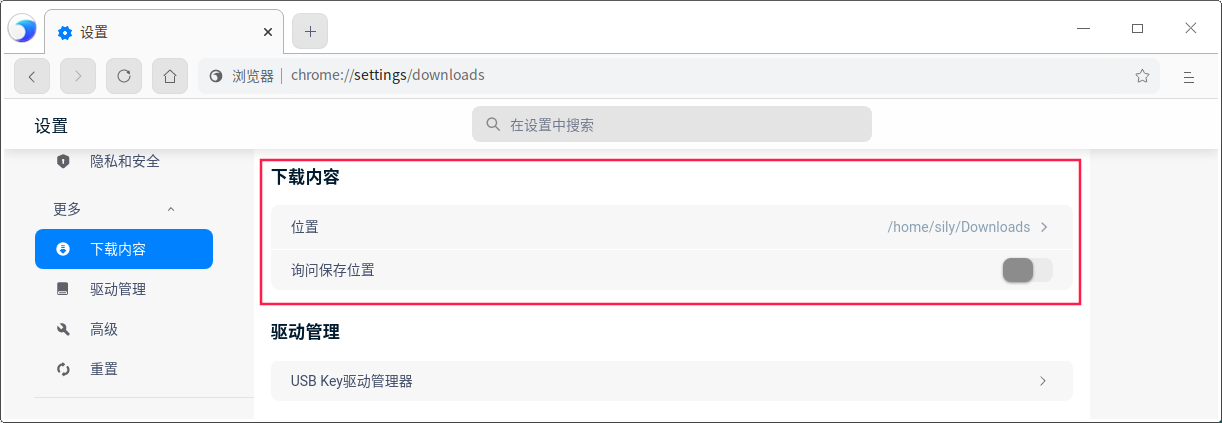 设置
浏览器 | chrome://settings/downloads
设置
在设置中搜索
隐私和安全
更多
下载内容
驱动管理
高级
重置
下载内容
位置
/home/sily/Downloads
询问保存位置
驱动管理
USB Key驱动管理器